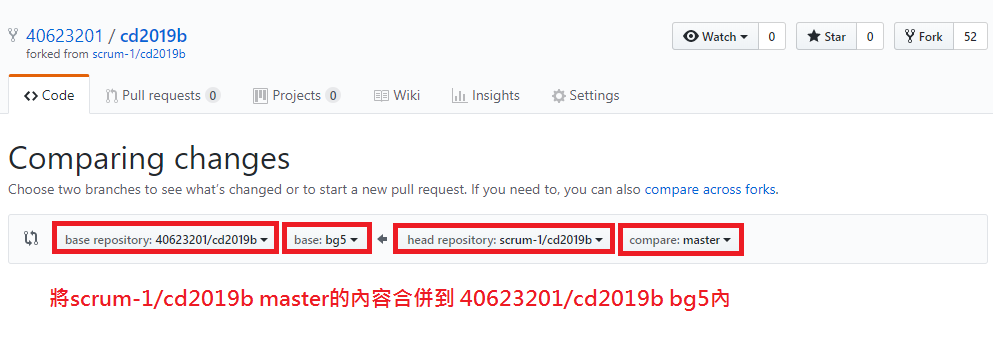 40623201 / cd2019b
forked from scrum-1/cd2019b
Watch 0 Star 0 Fork 52
Code Pull requests 0 Projects 0 Wiki Insights Settings
Comparing changes
Choose two branches to see what's changed or to start a new pull request. If you need to, you can also compare across forks.
base repository: 40623201/cd2019b base: bg5 head repository: scrum-1/cd2019b compare: master
將scrum-1/cd2019b master的內容合併到 40623201/cd2019b bg5內